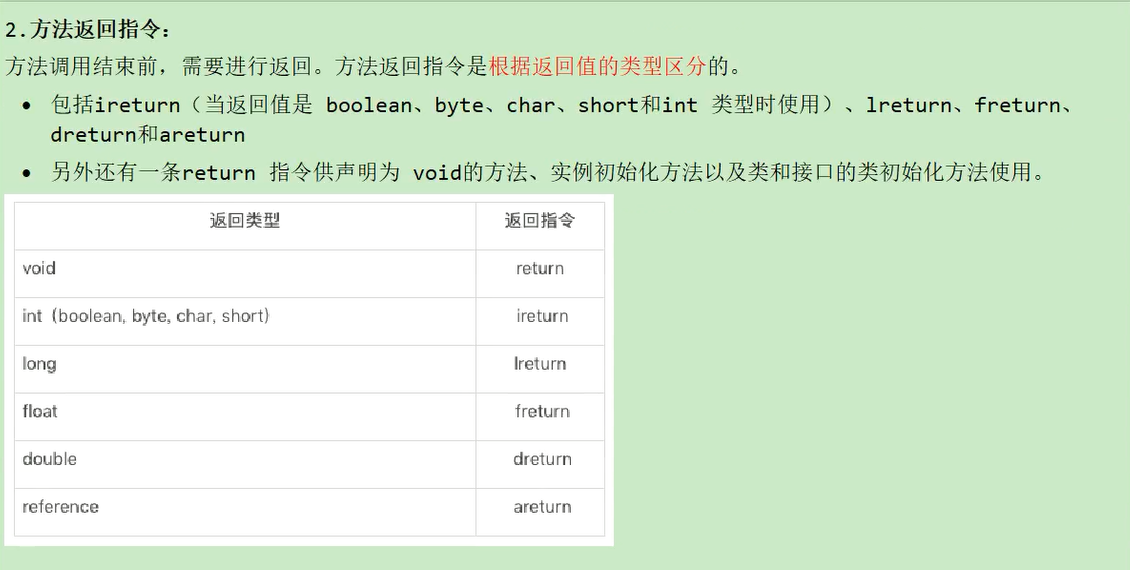 2.方法返回指令:
方法调用结束前，需要进行返回。方法返回指令是根据返回值的类型区分的。
• 包括ireturn（当返回值是 boolean、byte、char、short和int 类型时使用）、lreturn、freturn、
dreturn和areturn
• 另外还有一条return 指令供声明为 void的方法、实例初始化方法以及类和接口的类初始化方法使用。
返回类型 返回指令
void return
int（boolean, byte, char, short） ireturn
long lreturn
float freturn
double dreturn
reference areturn